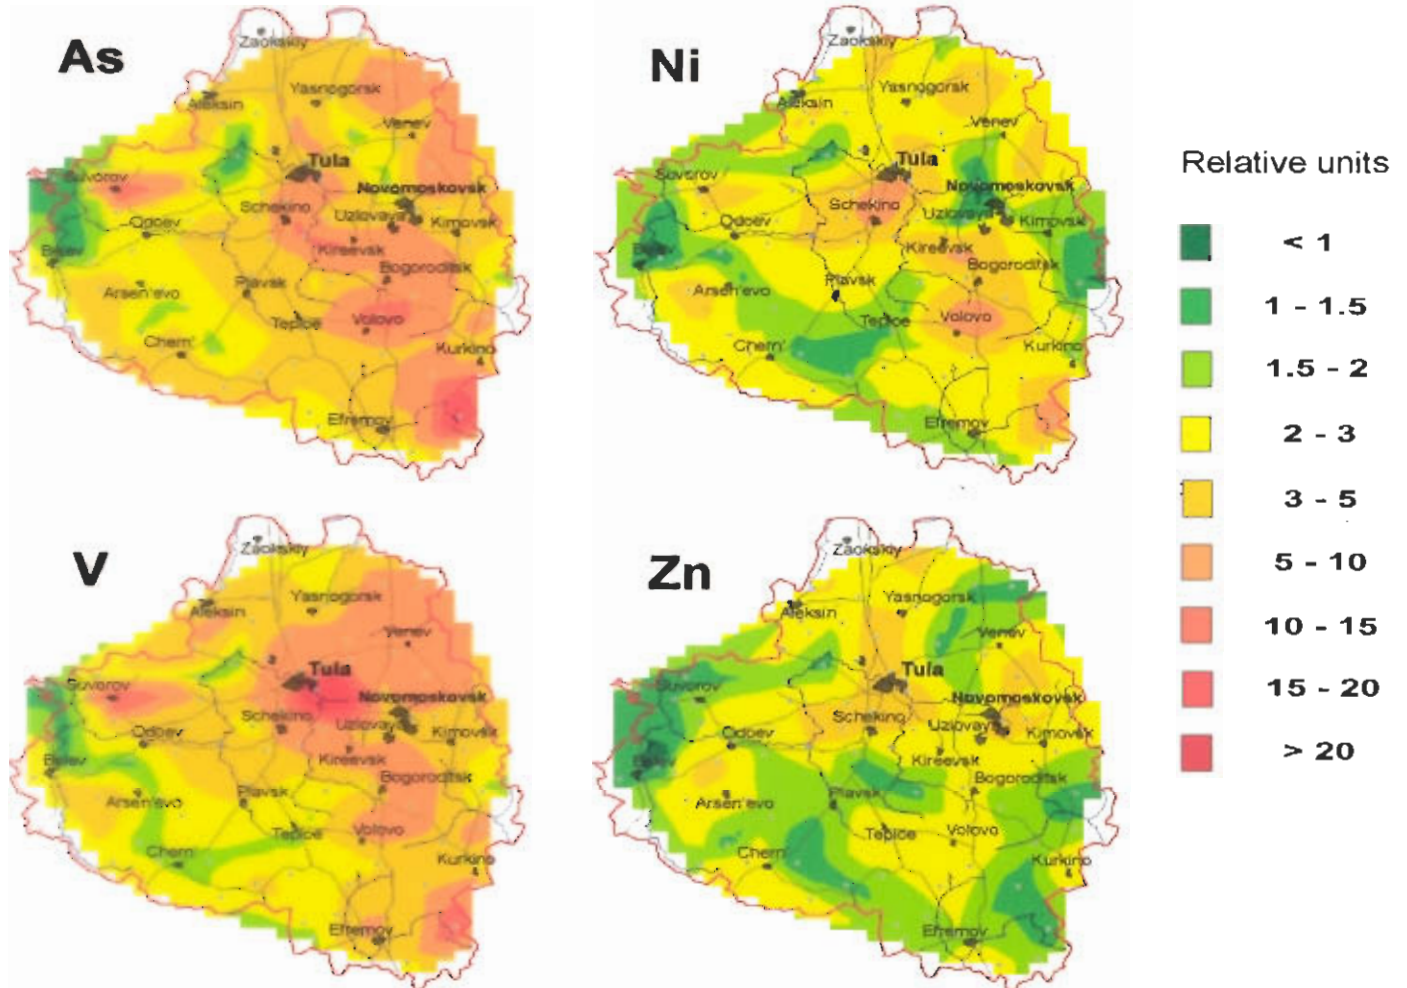 As
Zaokskiy
Aleksin
Yasnogorsk
Venev
Suvorov
Tula
Novomoskovsk
Schekino
Odoev
Uzlovaya
Kimovsk
Belev
Kireevsk
Bogoroditsk
Arsen'evo
Plavsk
Teploe
Volovo
Chern'
Kurkino
Efremov
Ni
Zaokskiy
Aleksin
Yasnogorsk
Venev
Suvorov
Tula
Novomoskovsk
Schekino
Odoev
Uzlovaya
Kimovsk
Belev
Kireevsk
Bogoroditsk
Arsen'evo
Plavsk
Teploe
Volovo
Chern'
Kurkino
Efremov
V
Zaokskiy
Aleksin
Yasnogorsk
Venev
Suvorov
Tula
Novomoskovsk
Schekino
Odoev
Uzlovaya
Kimovsk
Belev
Kireevsk
Bogoroditsk
Arsen'evo
Plavsk
Teploe
Volovo
Chern'
Kurkino
Efremov
Zn
Zaokskiy
Aleksin
Yasnogorsk
Venev
Suvorov
Tula
Novomoskovsk
Schekino
Odoev
Uzlovaya
Kimovsk
Belev
Kireevsk
Bogoroditsk
Arsen'evo
Plavsk
Teploe
Volovo
Chern'
Kurkino
Efremov
Relative units
< 1
1 - 1.5
1.5 - 2
2 - 3
3 - 5
5 - 10
10 - 15
15 - 20
> 20